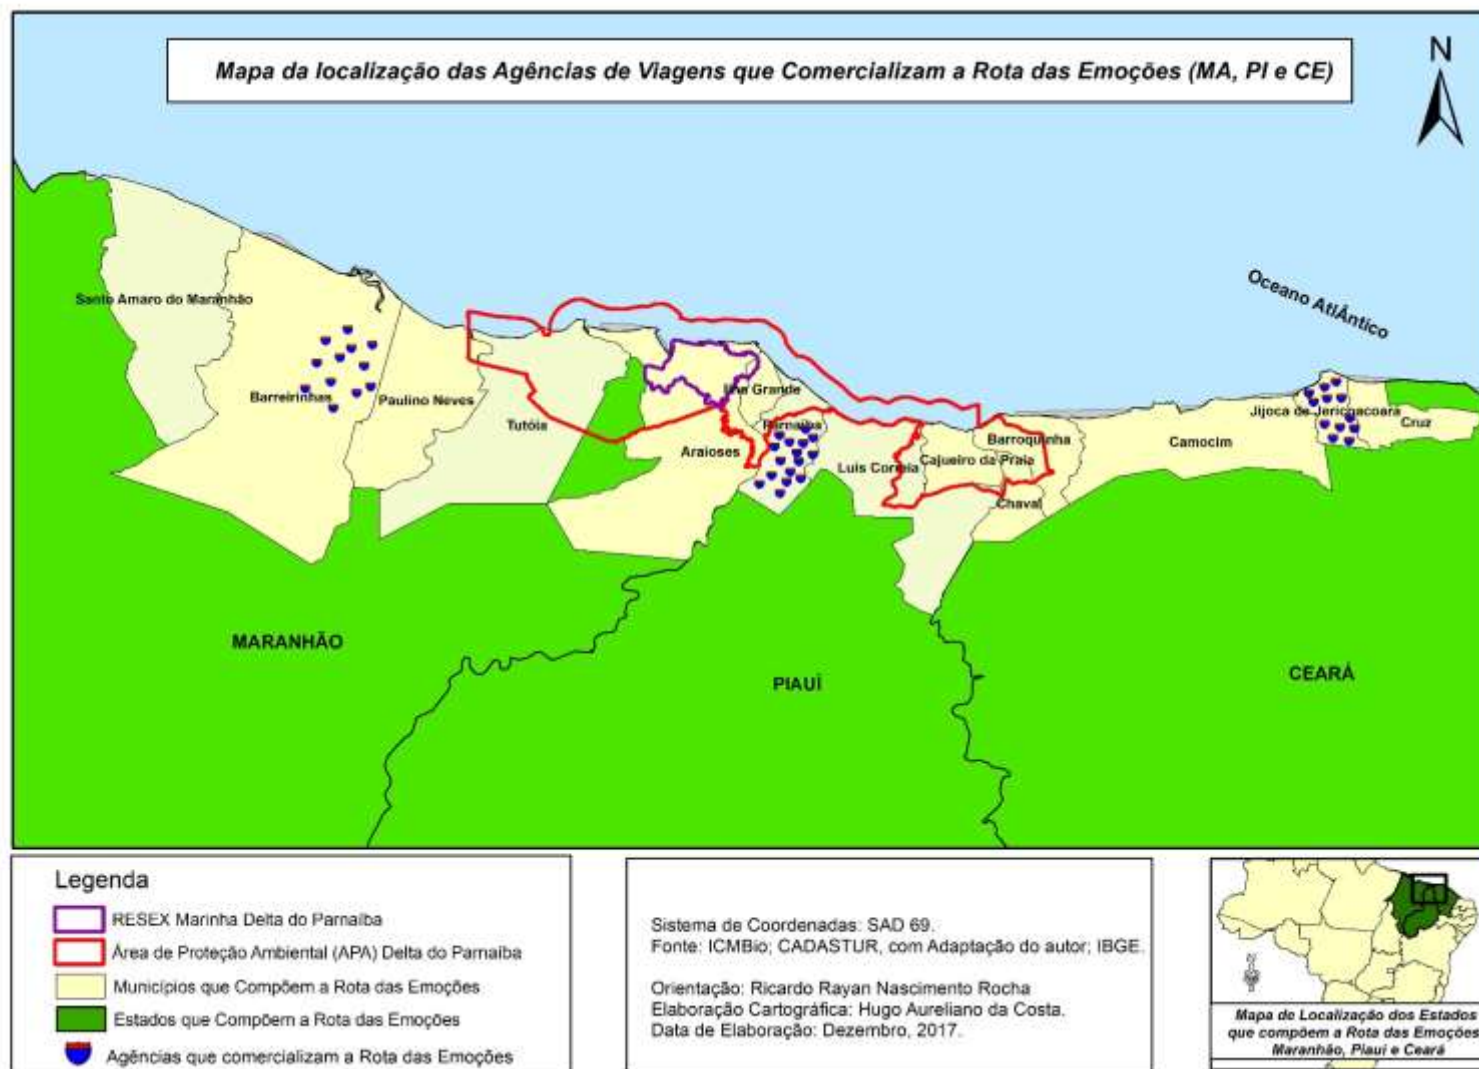 Mapa da localização das Agências de Viagens que Comercializam a Rota das Emoções (MA, PI e CE)
N
Oceano AtlÂntico
Santo Amaro do Maranhão
Barreirinhas
Paulino Neves
Tutóia
Araioses
Ilha Grande
Parnaíba
Luis Correia
Cajueiro da Praia
Barroquinha
Chaval
Camocim
Jijoca de Jericoacoara
Cruz
MARANHÃO
PIAUÍ
CEARÁ
Legenda
RESEX Marinha Delta do Parnaíba
Área de Proteção Ambiental (APA) Delta do Parnaíba
Municípios que Compõem a Rota das Emoções
Estados que Compõem a Rota das Emoções
Agências que comercializam a Rota das Emoções
Sistema de Coordenadas: SAD 69.
Fonte: ICMBio; CADASTUR, com Adaptação do autor; IBGE.
Orientação: Ricardo Rayan Nascimento Rocha
Elaboração Cartográfica: Hugo Aureliano da Costa.
Data de Elaboração: Dezembro, 2017.
Mapa de Localização dos Estados
que compõem a Rota das Emoções
Maranhão, Piauí e Ceará